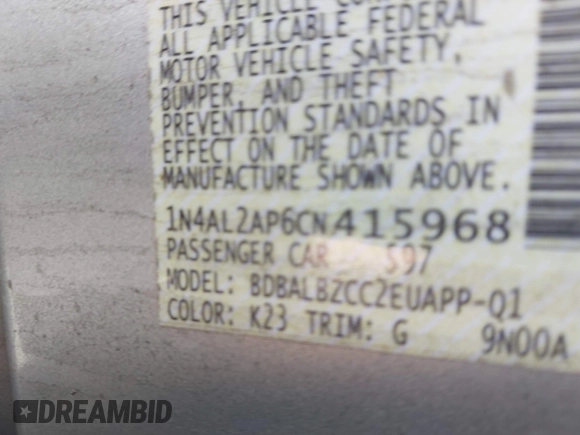 THIS VEHICLE
ALL APPLICABLE FEDERAL
MOTOR VEHICLE SAFETY,
BUMPER, AND THEFT
PREVENTION STANDARDS IN
EFFECT ON THE DATE OF
MANUFACTURE SHOWN ABOVE.
1N4AL2AP6CN415968
PASSENGER CAR S97
MODEL: BDBALBZCC2EUAPP-Q1
COLOR: K23 TRIM: G 9N00A
DREAMBID